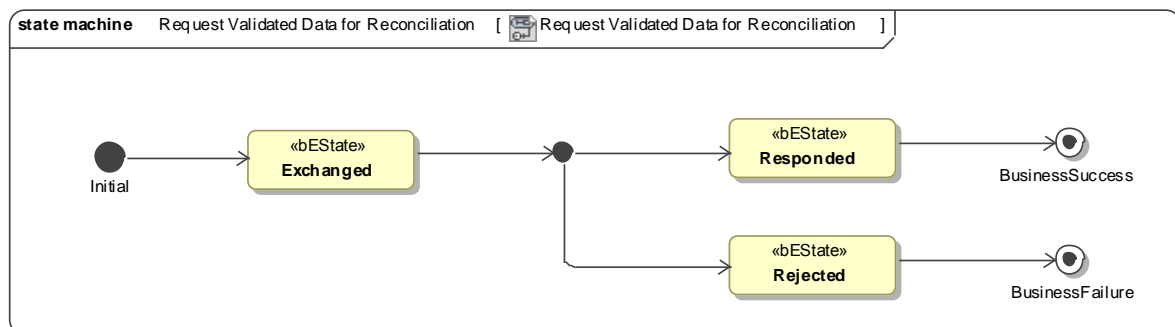 state machine Request Validated Data for Reconciliation [ Request Validated Data for Reconciliation ]
Initial
«bEState»
Exchanged
«bEState»
Responded
BusinessSuccess
«bEState»
Rejected
BusinessFailure